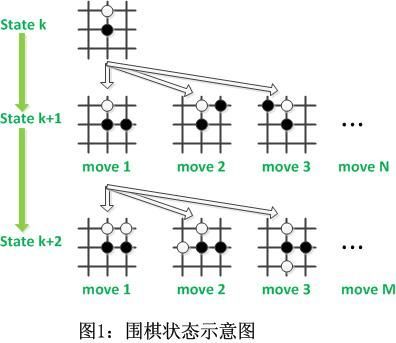 State k
State k+1
move 1 move 2 move 3 move N
...
State k+2
move 1 move 2 move 3 move M
...
图1：围棋状态示意图